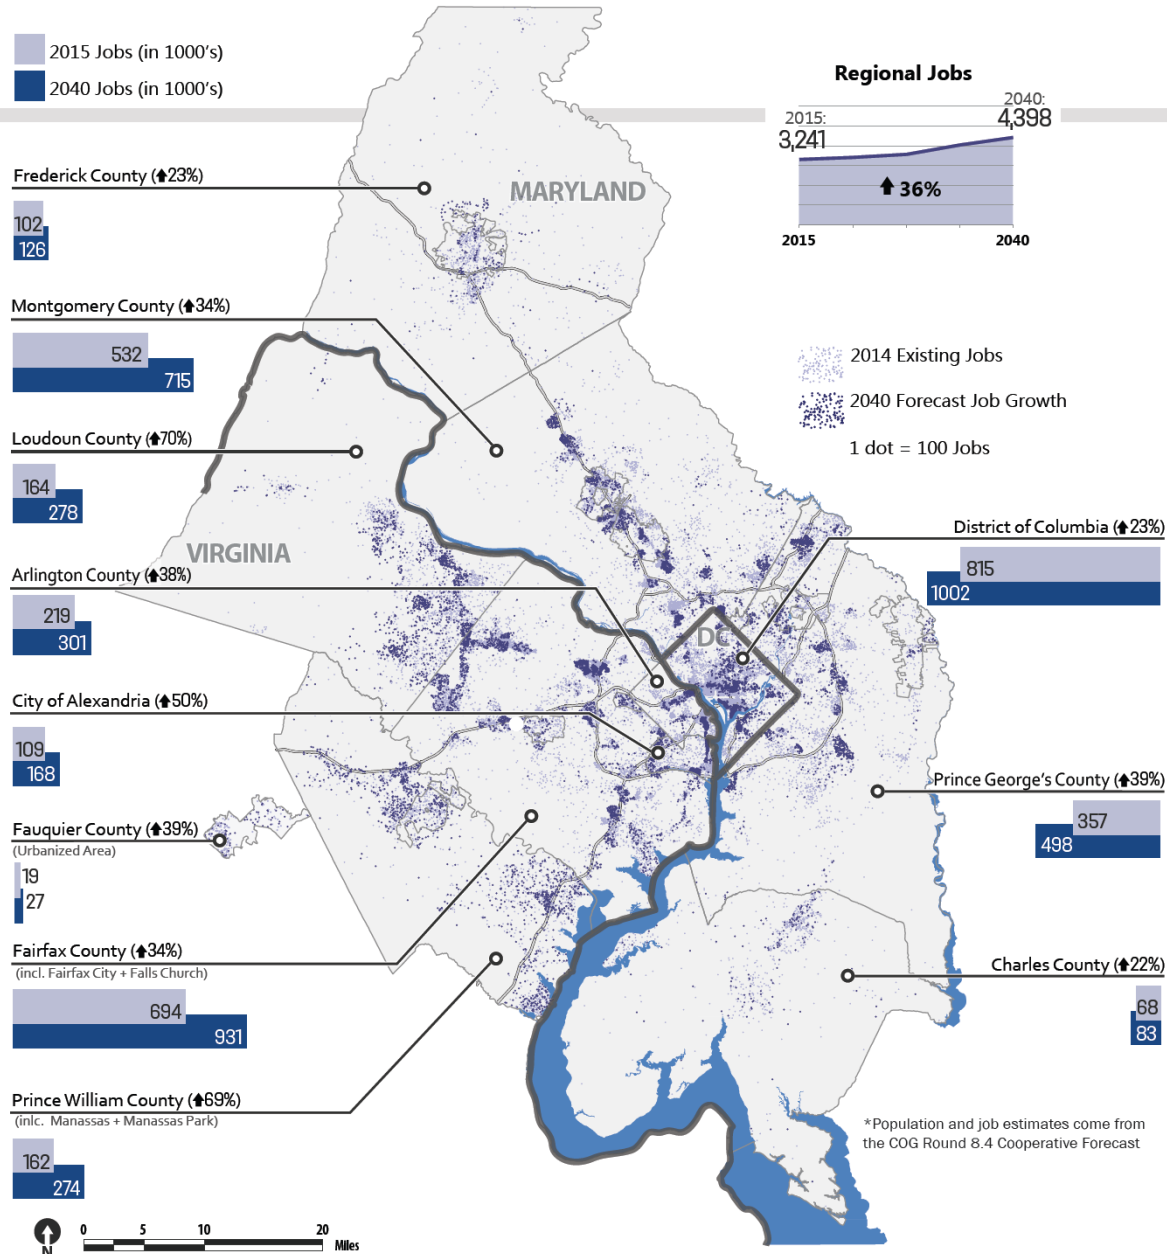 2015 Jobs (in 1000's)
2040 Jobs (in 1000's)
Regional Jobs
2015:
3,241
2040:
4,398
⬆ 36%
2015
2040
Frederick County (⬆23%)
102
126
MARYLAND
Montgomery County (⬆34%)
532
715
2014 Existing Jobs
2040 Forecast Job Growth
1 dot = 100 Jobs
Loudoun County (⬆70%)
164
278
VIRGINIA
District of Columbia (⬆23%)
815
1002
Arlington County (⬆38%)
219
301
DC
City of Alexandria (⬆50%)
109
168
Prince George's County (⬆39%)
357
498
Fauquier County (⬆39%)
(Urbanized Area)
19
27
Fairfax County (⬆34%)
(incl. Fairfax City + Falls Church)
694
931
Charles County (⬆22%)
68
83
Prince William County (⬆69%)
(inlc. Manassas + Manassas Park)
162
274
*Population and job estimates come from
the COG Round 8.4 Cooperative Forecast
N
0 5 10 20
Miles